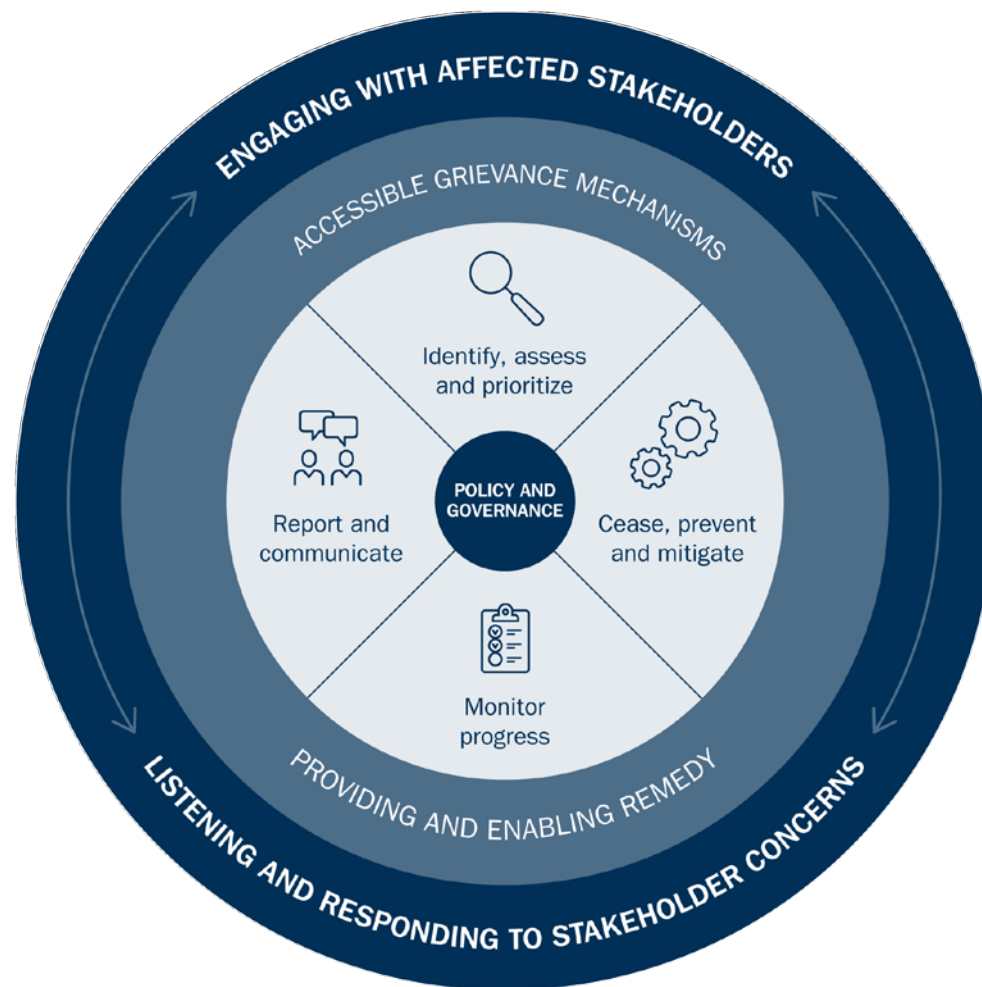 ENGAGING WITH AFFECTED STAKEHOLDERS
ACCESSIBLE GRIEVANCE MECHANISMS
Identify, assess
and prioritize
Report and
communicate
POLICY AND
GOVERNANCE
Cease, prevent
and mitigate
Monitor
progress
PROVIDING AND ENABLING REMEDY
LISTENING AND RESPONDING TO STAKEHOLDER CONCERNS